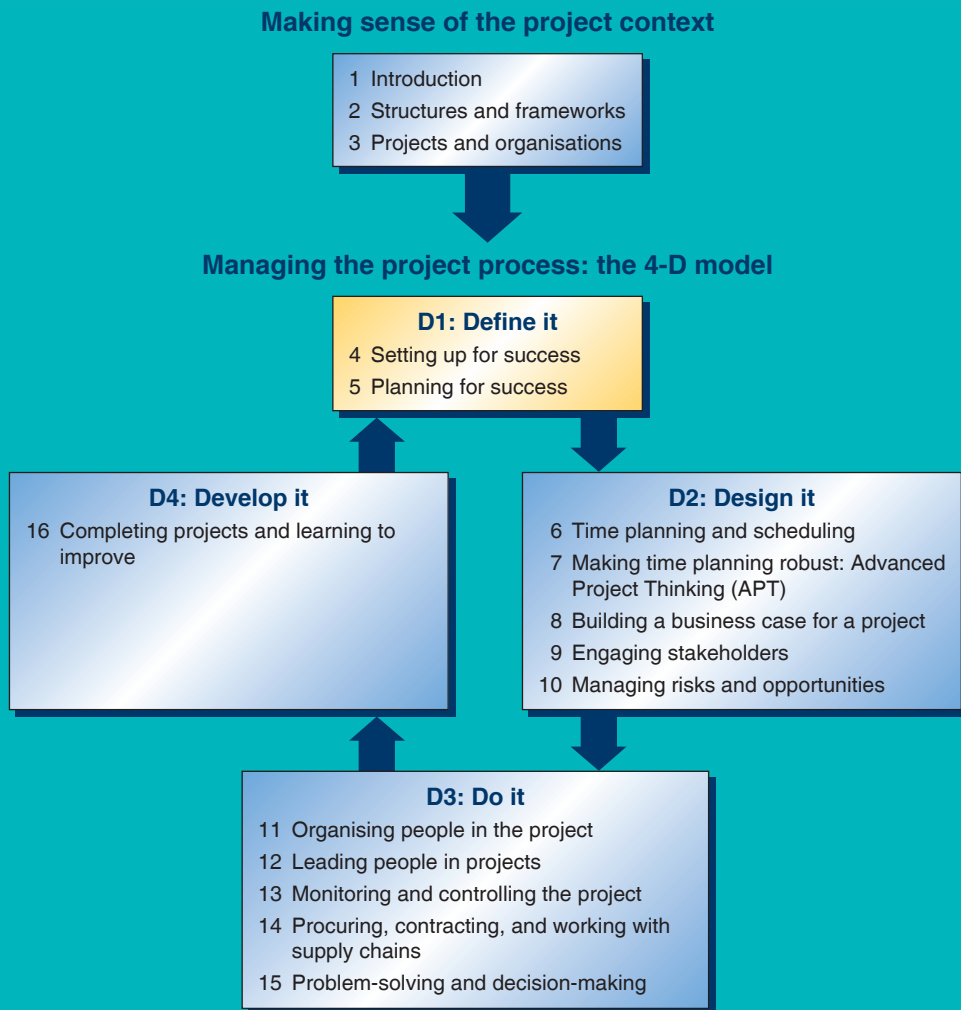 Making sense of the project context
1 Introduction
2 Structures and frameworks
3 Projects and organisations
Managing the project process: the 4-D model
D1: Define it
4 Setting up for success
5 Planning for success
D4: Develop it
16 Completing projects and learning to
improve
D2: Design it
6 Time planning and scheduling
7 Making time planning robust: Advanced
Project Thinking (APT)
8 Building a business case for a project
9 Engaging stakeholders
10 Managing risks and opportunities
D3: Do it
11 Organising people in the project
12 Leading people in projects
13 Monitoring and controlling the project
14 Procuring, contracting, and working with
supply chains
15 Problem-solving and decision-making